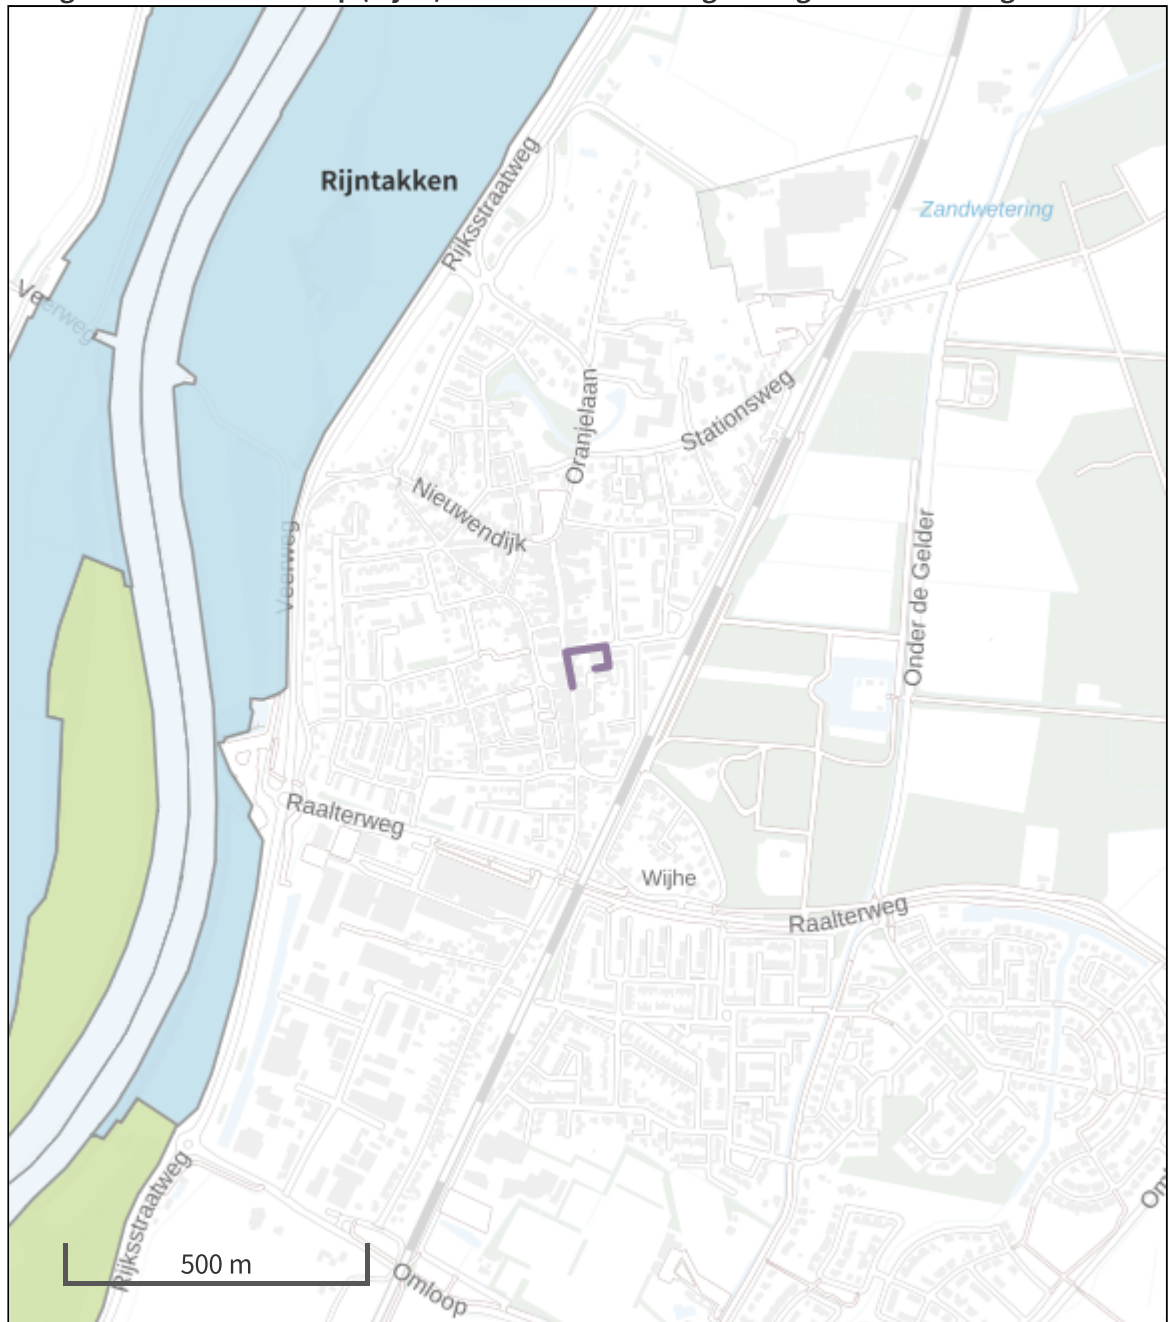 Rijntakken
Rijksstraatweg
Zandwetering
Veerweg
Oranjelaan
Stationsweg
Nieuwendijk
Veerweg
Onder de Gelder
Raalterweg
Wijhe
Raalterweg
Rijksstraatweg
500 m
Omloop